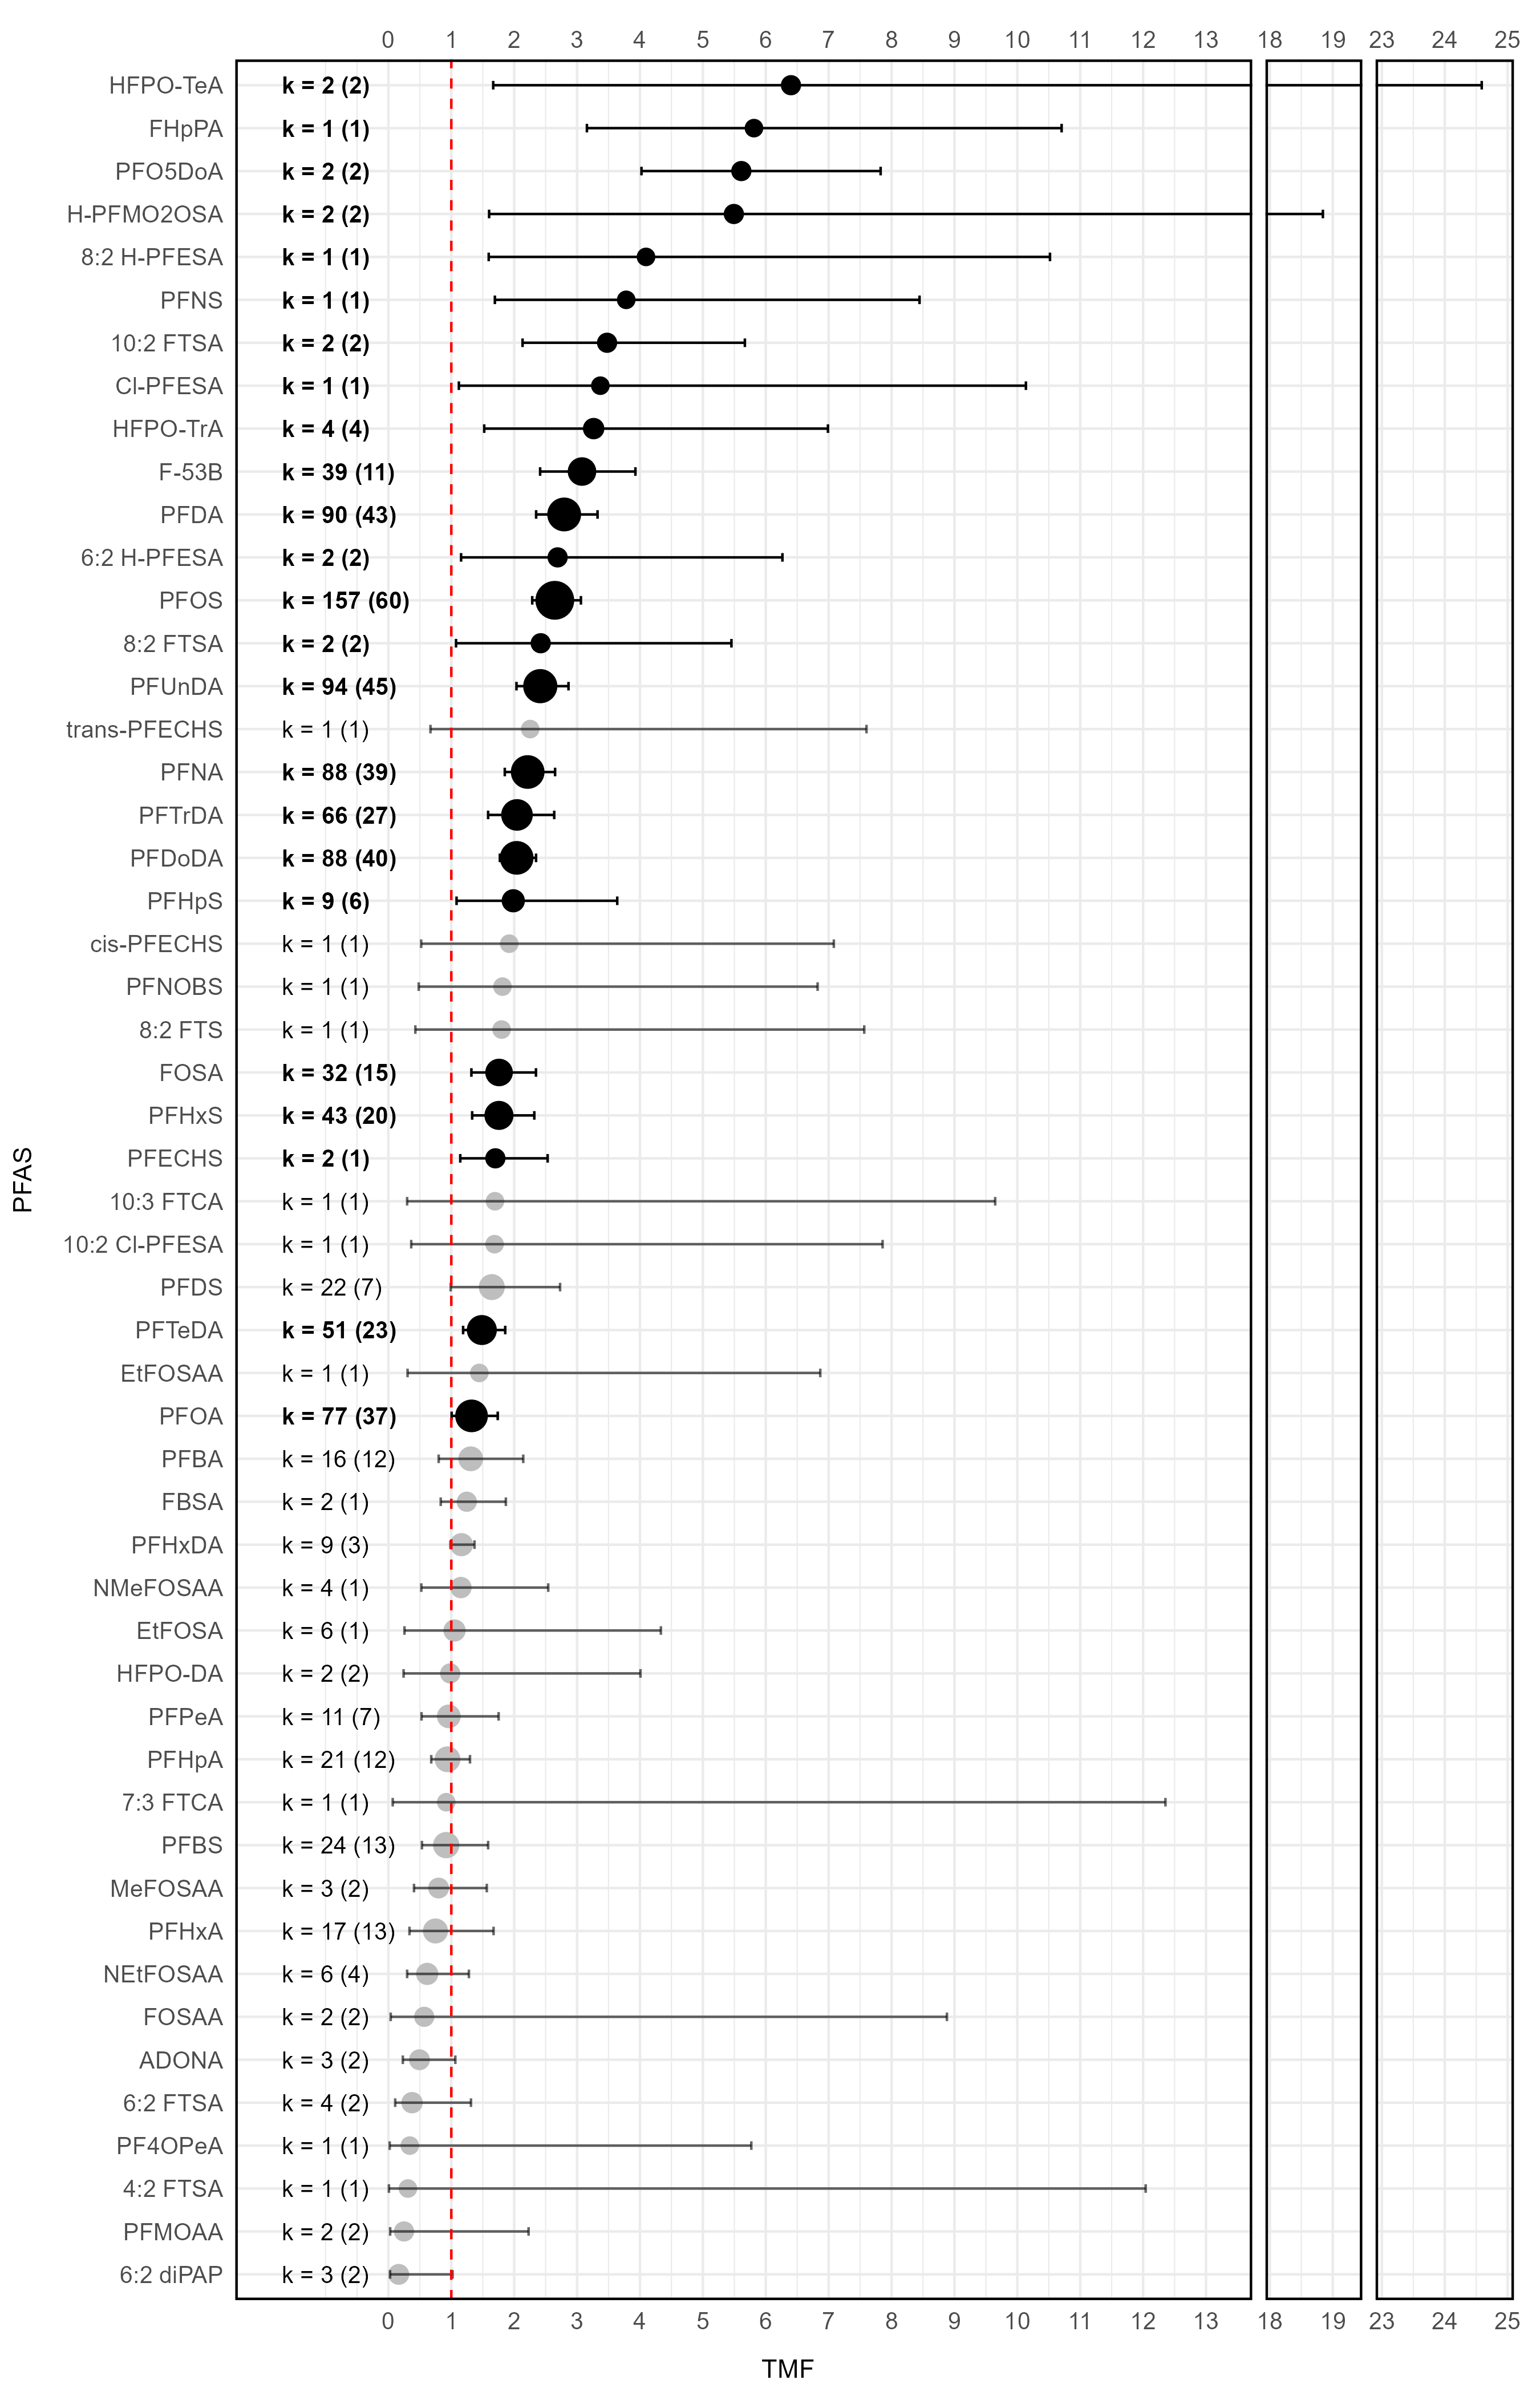 0 1 2 3 4 5 6 7 8 9 10 11 12 13 18 19 23 24 25
HFPO-TeA k = 2 (2)
FHpPA k = 1 (1)
PFO5DoA k = 2 (2)
H-PFMO2OSA k = 2 (2)
8:2 H-PFESA k = 1 (1)
PFNS k = 1 (1)
10:2 FTSA k = 2 (2)
Cl-PFESA k = 1 (1)
HFPO-TrA k = 4 (4)
F-53B k = 39 (11)
PFDA k = 90 (43)
6:2 H-PFESA k = 2 (2)
PFOS k = 157 (60)
8:2 FTSA k = 2 (2)
PFUnDA k = 94 (45)
trans-PFECHS k = 1 (1)
PFNA k = 88 (39)
PFTrDA k = 66 (27)
PFDoDA k = 88 (40)
PFHpS k = 9 (6)
cis-PFECHS k = 1 (1)
PFNOBS k = 1 (1)
8:2 FTS k = 1 (1)
FOSA k = 32 (15)
PFHxS k = 43 (20)
PFECHS k = 2 (1)
10:3 FTCA k = 1 (1)
10:2 Cl-PFESA k = 1 (1)
PFDS k = 22 (7)
PFTeDA k = 51 (23)
EtFOSAA k = 1 (1)
PFOA k = 77 (37)
PFBA k = 16 (12)
FBSA k = 2 (1)
PFHxDA k = 9 (3)
NMeFOSAA k = 4 (1)
EtFOSA k = 6 (1)
HFPO-DA k = 2 (2)
PFPeA k = 11 (7)
PFHpA k = 21 (12)
7:3 FTCA k = 1 (1)
PFBS k = 24 (13)
MeFOSAA k = 3 (2)
PFHxA k = 17 (13)
NEtFOSAA k = 6 (4)
FOSAA k = 2 (2)
ADONA k = 3 (2)
6:2 FTSA k = 4 (2)
PF4OPeA k = 1 (1)
4:2 FTSA k = 1 (1)
PFMOAA k = 2 (2)
6:2 diPAP k = 3 (2)
0 1 2 3 4 5 6 7 8 9 10 11 12 13 18 19 23 24 25
TMF
PFAS